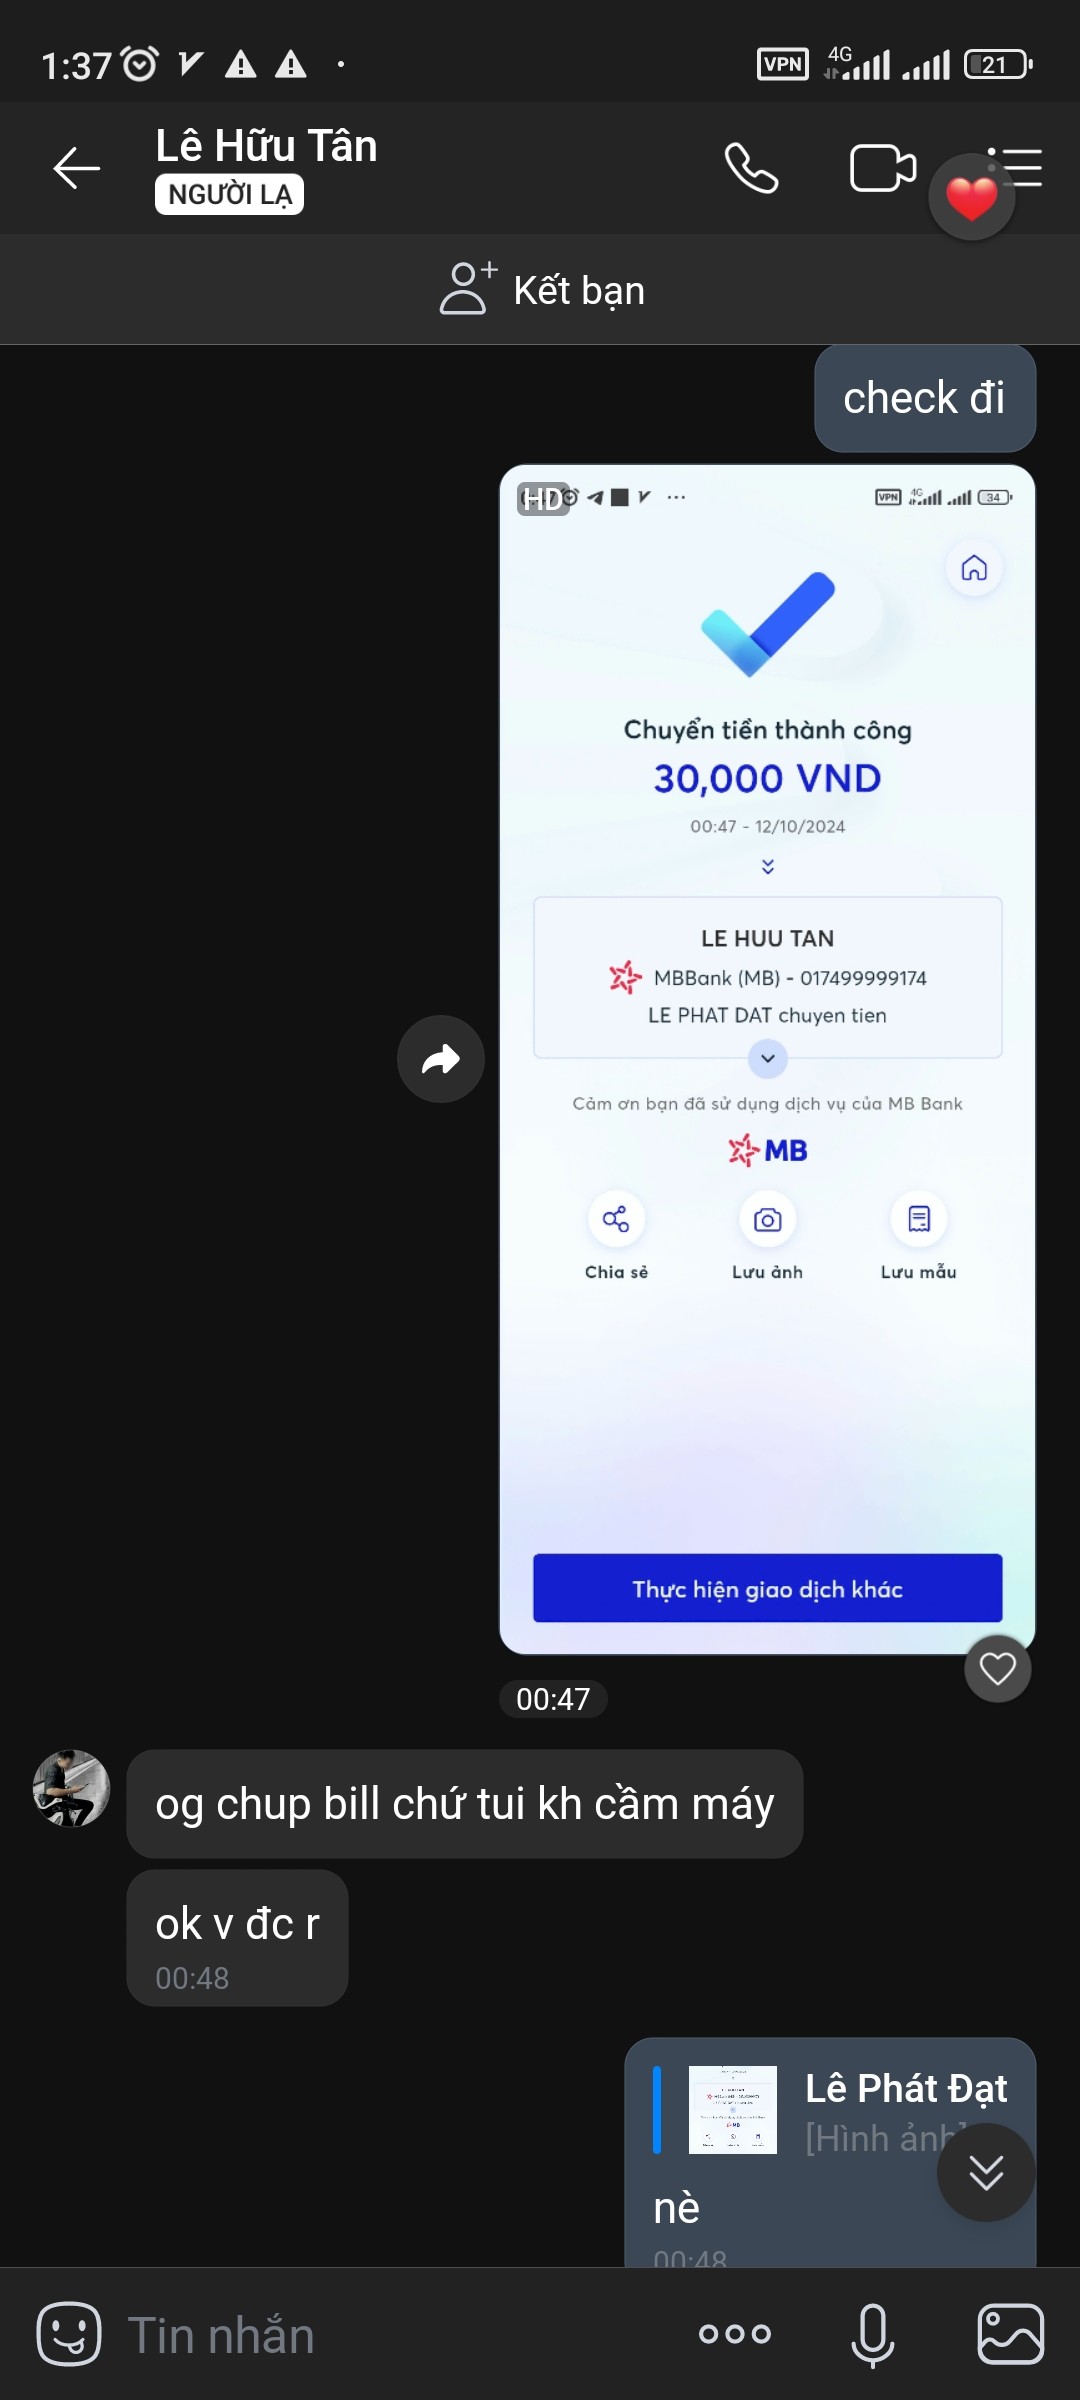 1:37
VPN 4G 21
Lê Hữu Tân
NGƯỜI LẠ
Kết bạn
check đi
HD
VPN 4G 34
Chuyển tiền thành công
30,000 VND
00:47 - 12/10/2024
LE HUU TAN
MBBank (MB) - 017499999174
LE PHAT DAT chuyen tien
Cảm ơn bạn đã sử dụng dịch vụ của MB Bank
MB
Chia sẻ Lưu ảnh Lưu mẫu
Thực hiện giao dịch khác
00:47
og chup bill chứ tui kh cầm máy
ok v đc r
00:48
Lê Phát Đạt
[Hình ảnh]
nè
00:48
Tin nhắn